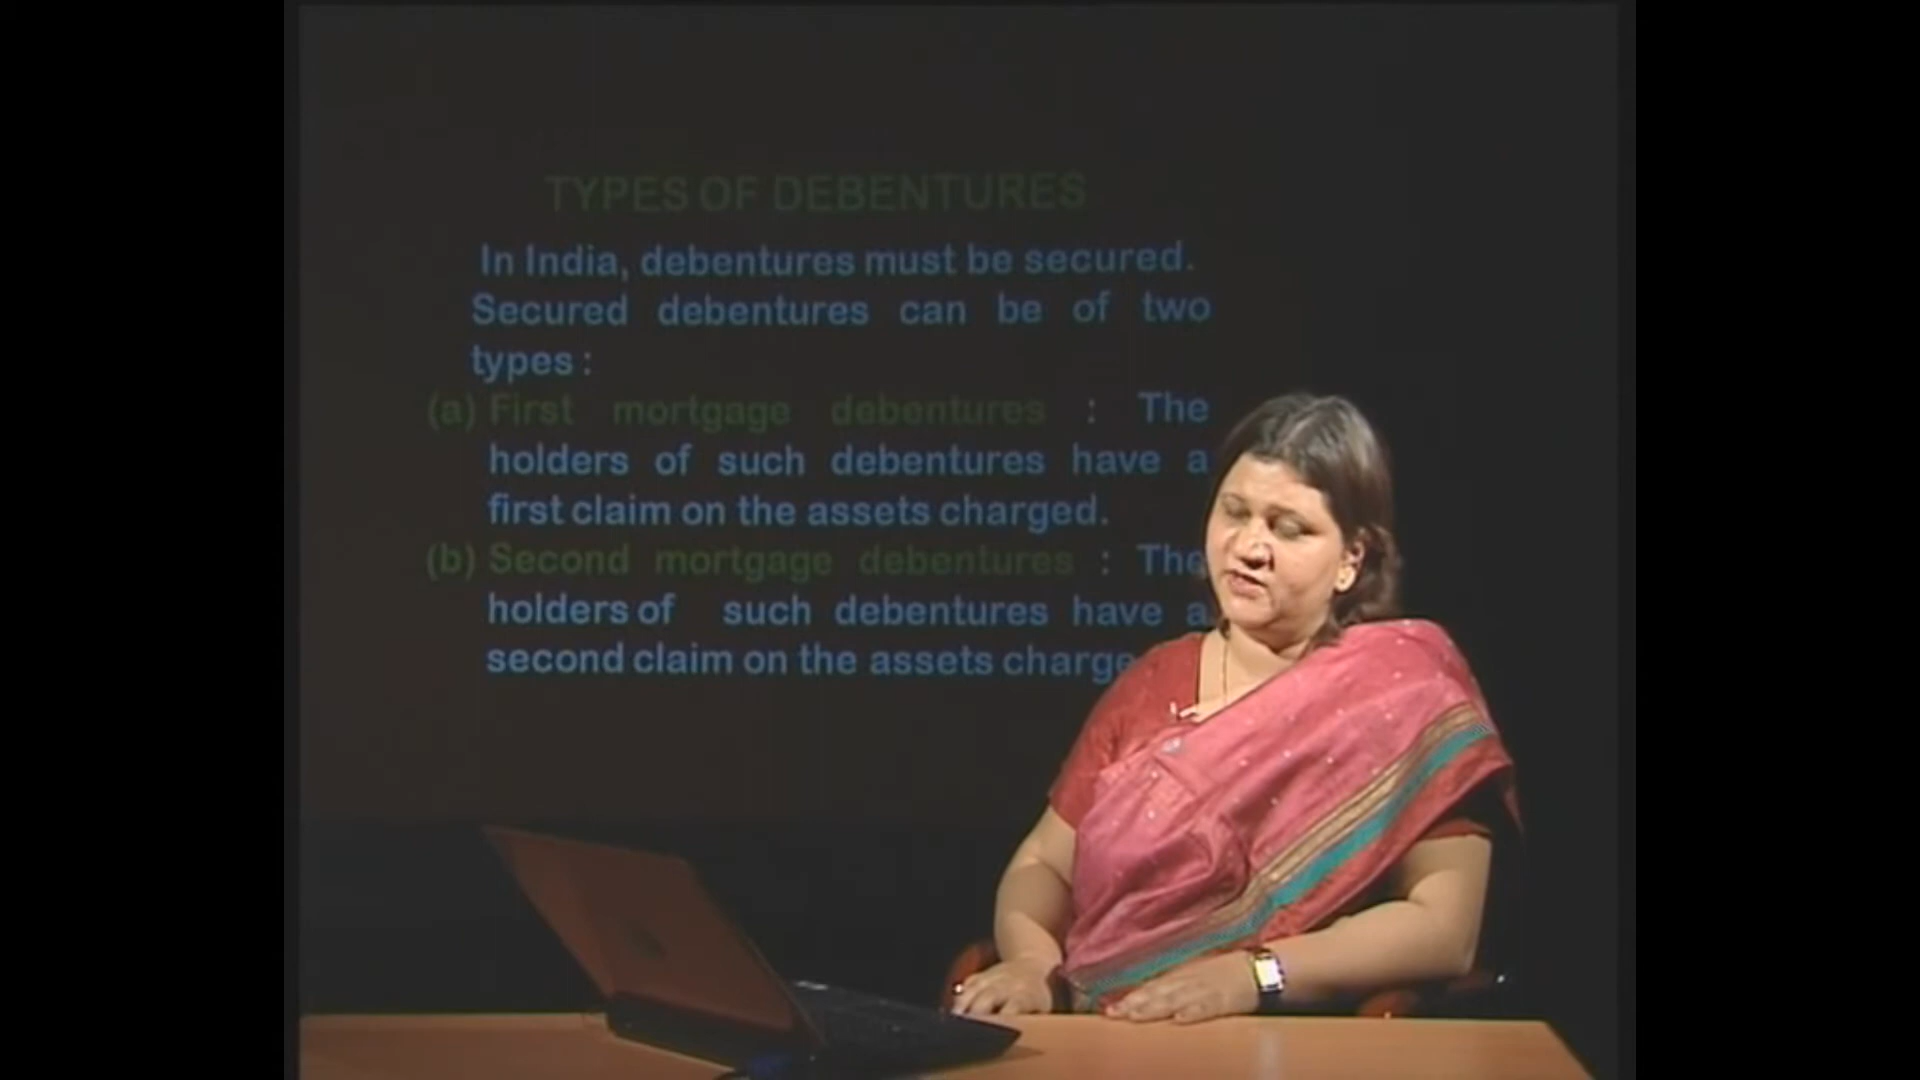 TYPES OF DEBENTURES
In India, debentures must be secured.
Secured debentures can be of two
types :
(a) First mortgage debentures : The
holders of such debentures have a
first claim on the assets charged.
(b) Second mortgage debentures : The
holders of such debentures have a
second claim on the assets charge